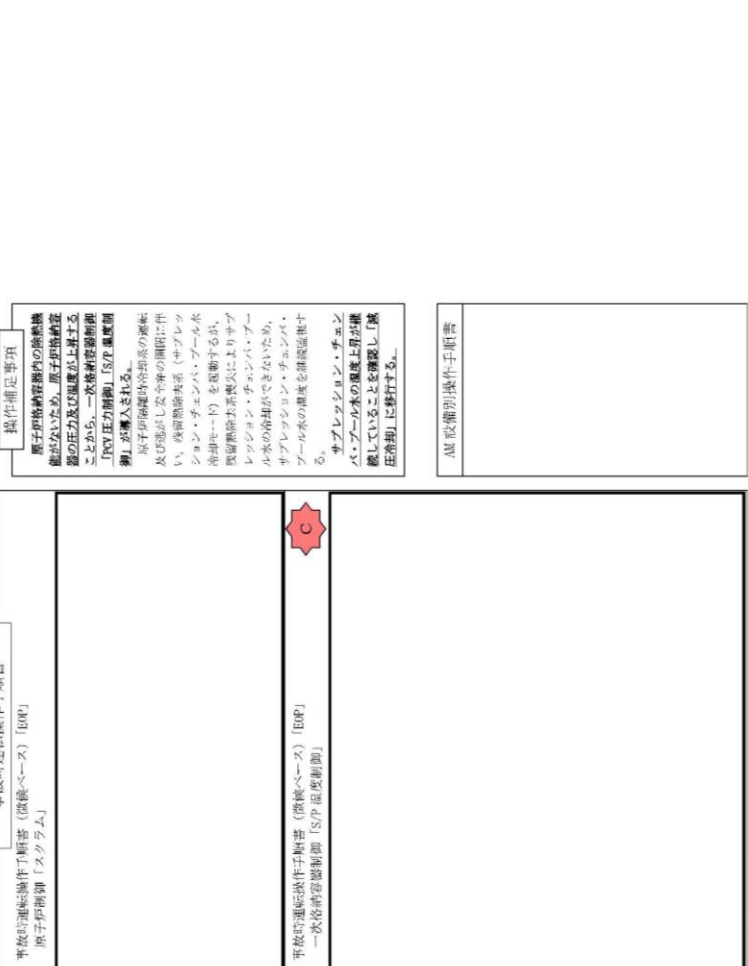 事故時運転操作手順書（徴候ベース）「EOP」
原子炉制御「スクラム」
事故時運転操作手順書（徴候ベース）「EOP」
一次格納容器制御「S/P 温度制御」
C
操作補足事項
原子炉格納容器内の除熱機
能がないため、原子炉格納容
器の圧力及び温度が上昇する
ことから、一次格納容器制御
「PCV 圧力制御」「S/P 温度制
御」が導入される。
原子炉隔離時冷却系の運転
及び逃がし安全弁の開閉に伴
い、残留熱除去系（サプレッ
ション・チェンバ・プール水
冷却モード）を起動するが、
残留熱除去系喪失によりサプ
レッション・チェンバ・プー
ル水の冷却ができないため、
サプレッション・チェンバ・
プール水の温度を継続監視す
る。
サプレッション・チェン
バ・プール水の温度上昇が継
続していることを確認し「減
圧冷却」に移行する。
AM 設備別操作手順書